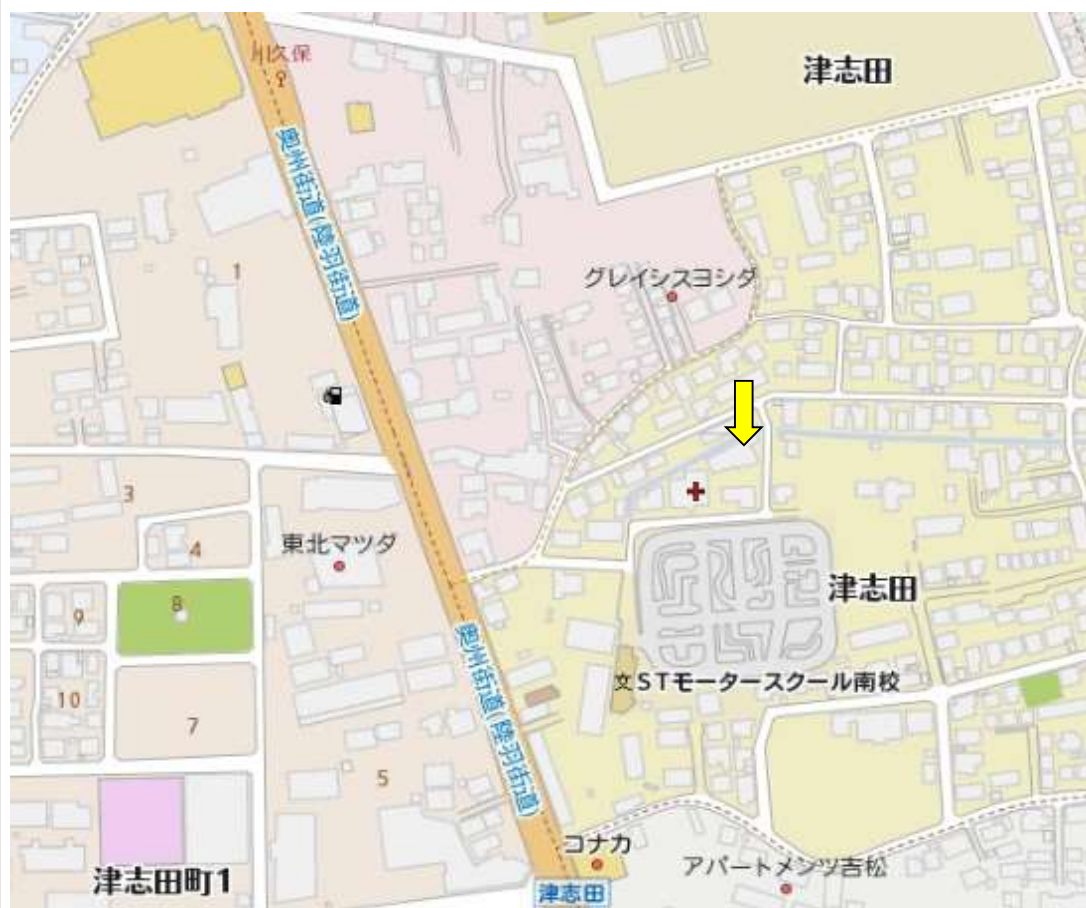 川久保
津志田
奥州街道(陸羽街道)
グレイシスヨシダ
1
3
4
東北マツダ
8
9
10
7
津志田
文
STモータースクール南校
奥州街道(陸羽街道)
5
コナカ
津志田町1
アパートメンツ吉松
津志田